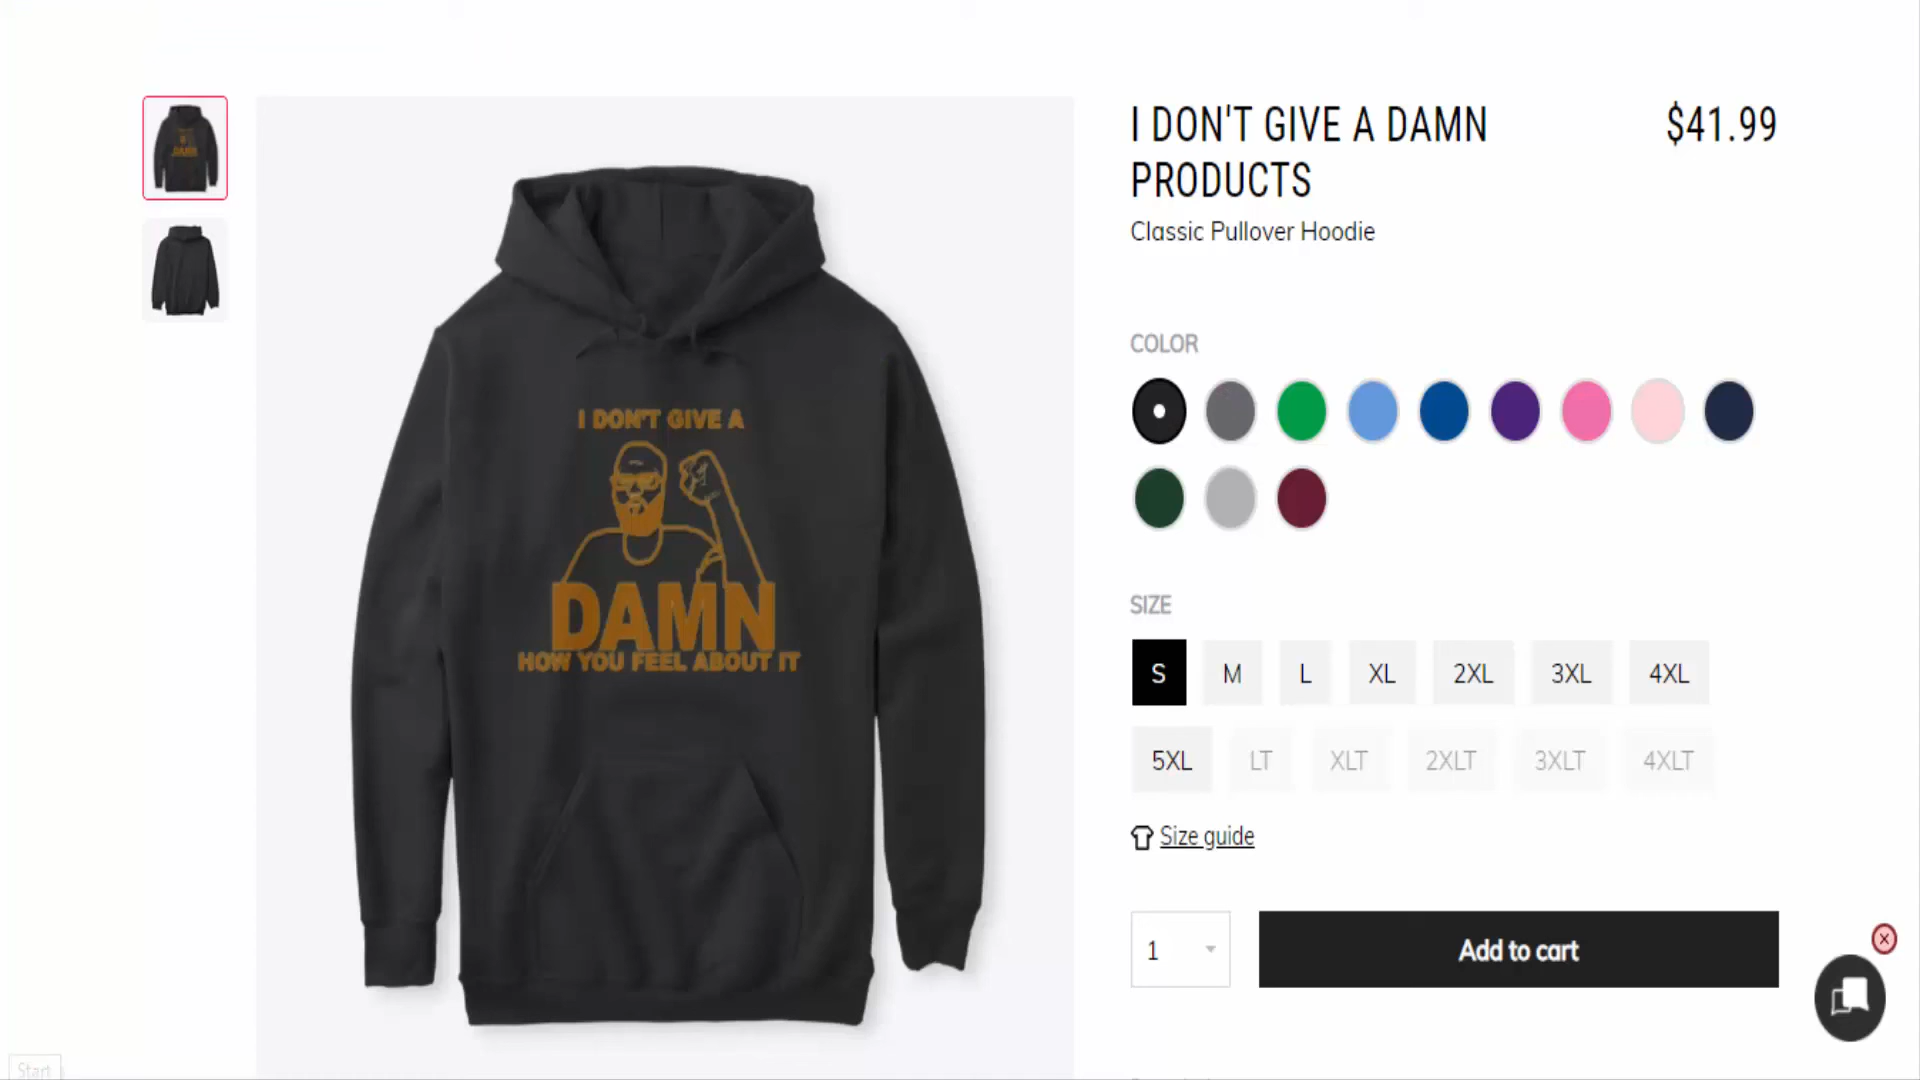 I DON'T GIVE A
DAMN
HOW YOU FEEL ABOUT IT
I DON'T GIVE A DAMN
PRODUCTS
$41.99
Classic Pullover Hoodie
COLOR
SIZE
S M L XL 2XL 3XL 4XL
5XL LT XLT 2XLT 3XLT 4XLT
Size guide
1
Add to cart
Start